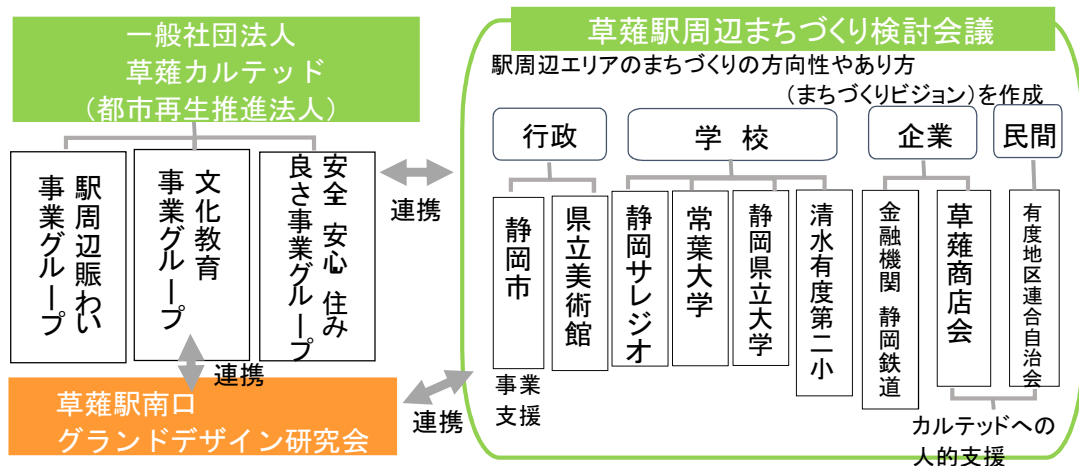 一般社団法人
草薙カルテッド
（都市再生推進法人）
駅周辺賑わい
事業グループ
文化教育
事業グループ
安全 安心 住み
良さ事業グループ
連携
連携
草薙駅南口
グランドデザイン研究会
連携
草薙駅周辺まちづくり検討会議
駅周辺エリアのまちづくりの方向性やあり方
（まちづくりビジョン）を作成
行政
学 校
企業
民間
静岡市
県立美術館
静岡サレジオ
常葉大学
静岡県立大学
清水有度第二小
金融機関 静岡鉄道
草薙商店会
有度地区連合自治会
事業
支援
カルテッドへの
人的支援